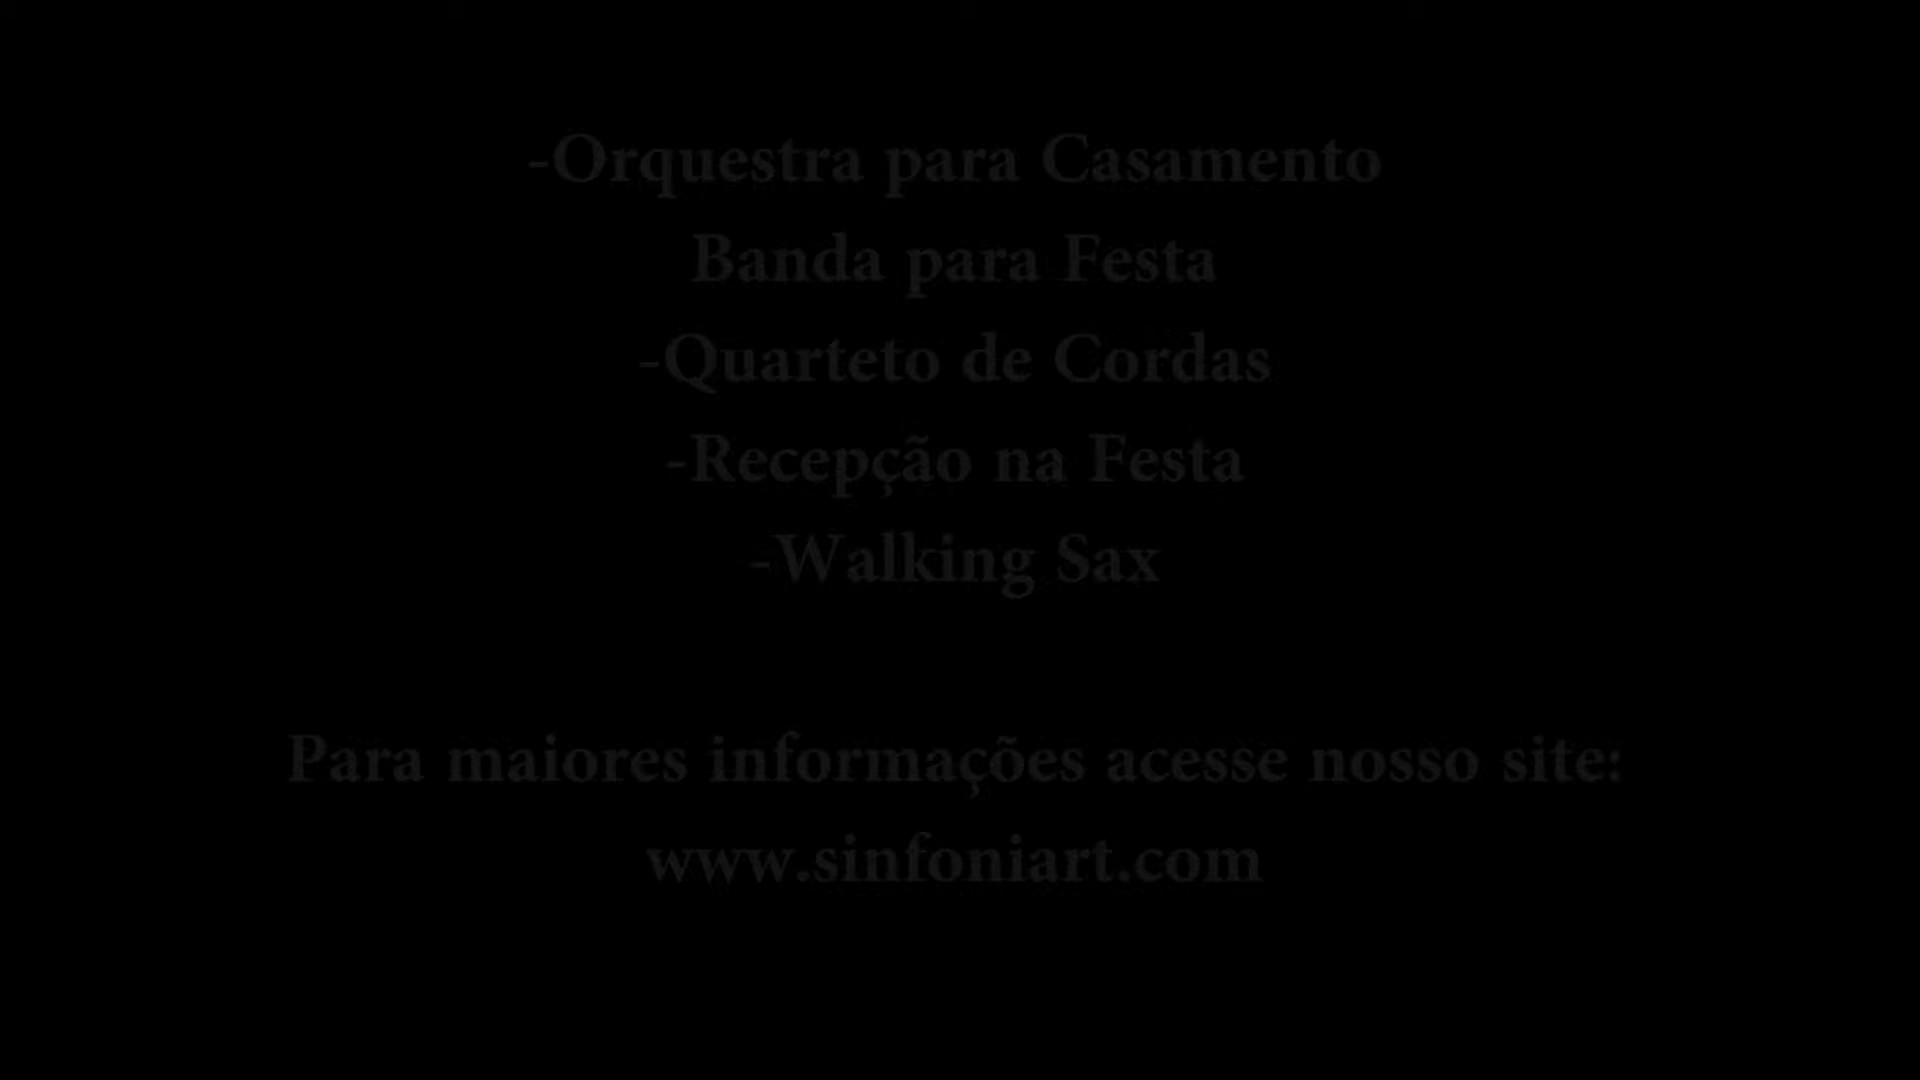 -Orquestra para Casamento
Banda para Festa
-Quarteto de Cordas
-Recepção na Festa
-Walking Sax
Para maiores informações acesse nosso site:
www.sinfoniart.com